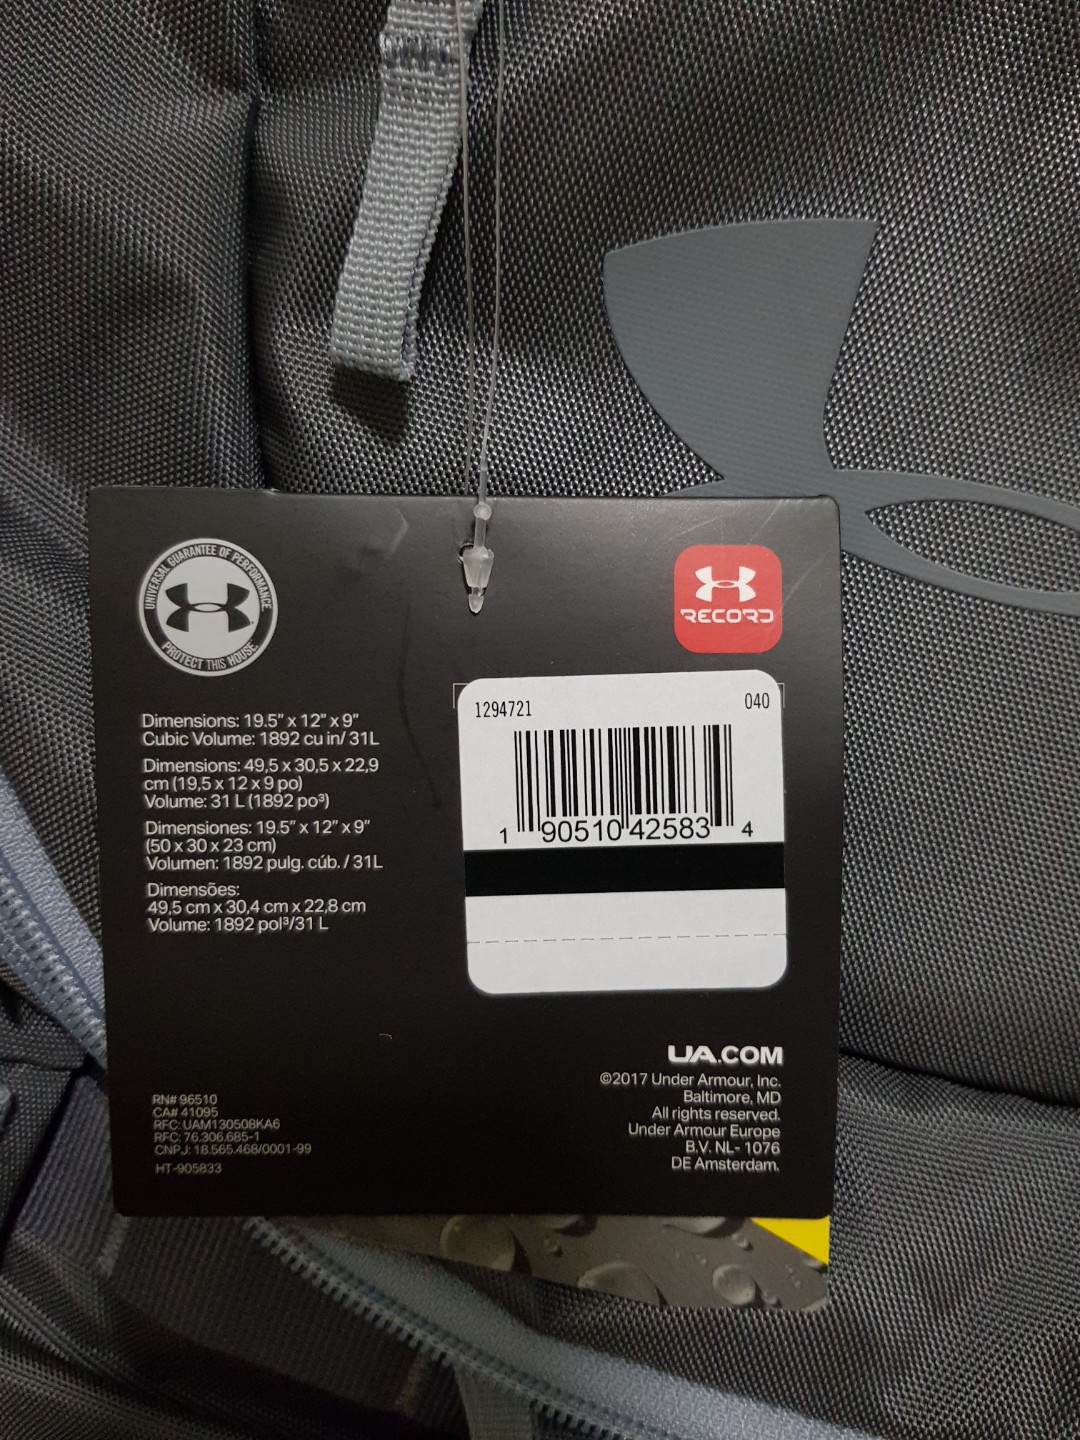 UNIVERSAL GUARANTEE OF PERFORMANCE
PROTECT THIS HOUSE
RECORD
Dimensions: 19.5" x 12" x 9"
Cubic Volume: 1892 cu in/ 31L
Dimensions: 49,5 x 30,5 x 22,9
cm (19,5 x 12 x 9 po)
Volume: 31 L (1892 po³)
Dimensiones: 19.5" x 12" x 9"
(50 x 30 x 23 cm)
Volumen: 1892 pulg. cúb. / 31L
Dimensões:
49,5 cm x 30,4 cm x 22,8 cm
Volume: 1892 pol³/31 L
1294721 040
1 90510 42583 4
UA.COM
©2017 Under Armour, Inc.
Baltimore, MD
All rights reserved.
Under Armour Europe
B.V. NL- 1076
DE Amsterdam.
RN# 96510
CA# 41095
RFC: UAM130508KA6
RFC: 76.306.685-1
CNPJ: 18.565.468/0001-99
HT-905833